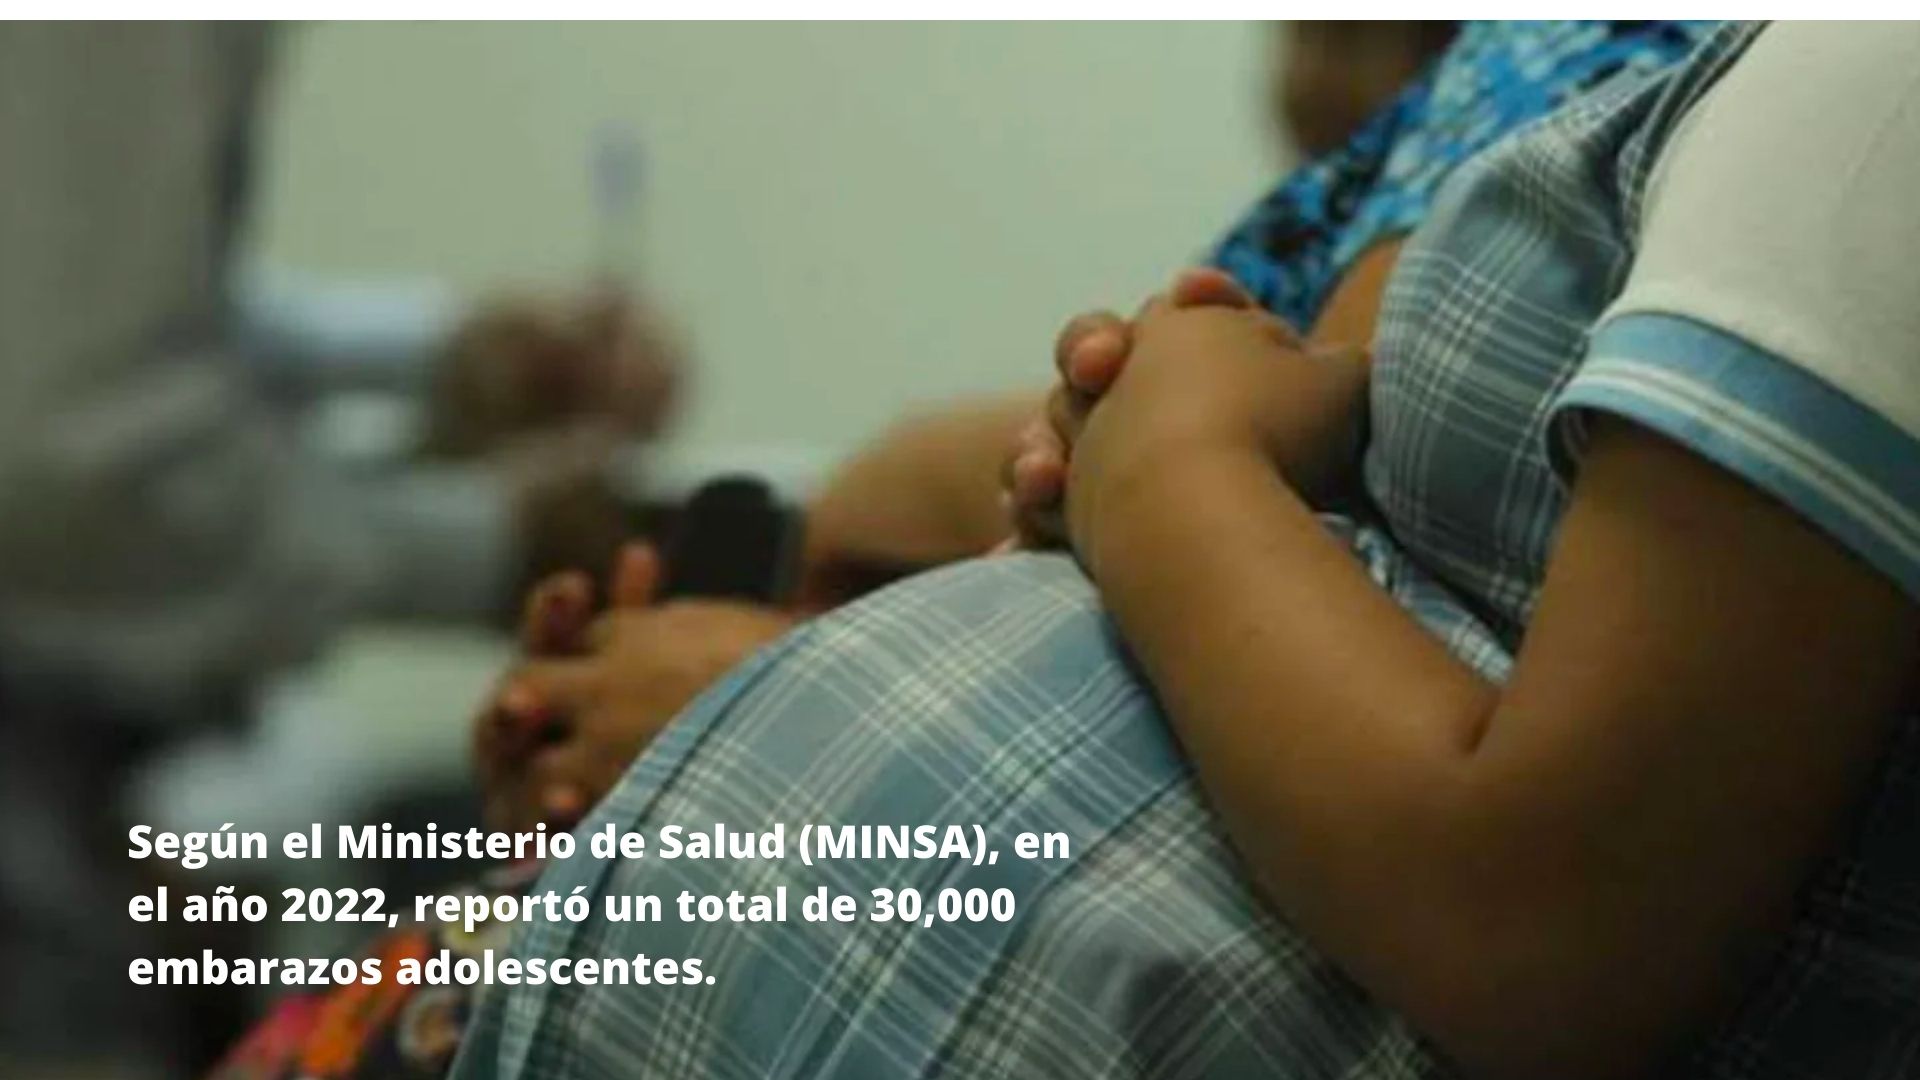 Según el Ministerio de Salud (MINSA), en
el año 2022, reportó un total de 30,000
embarazos adolescentes.